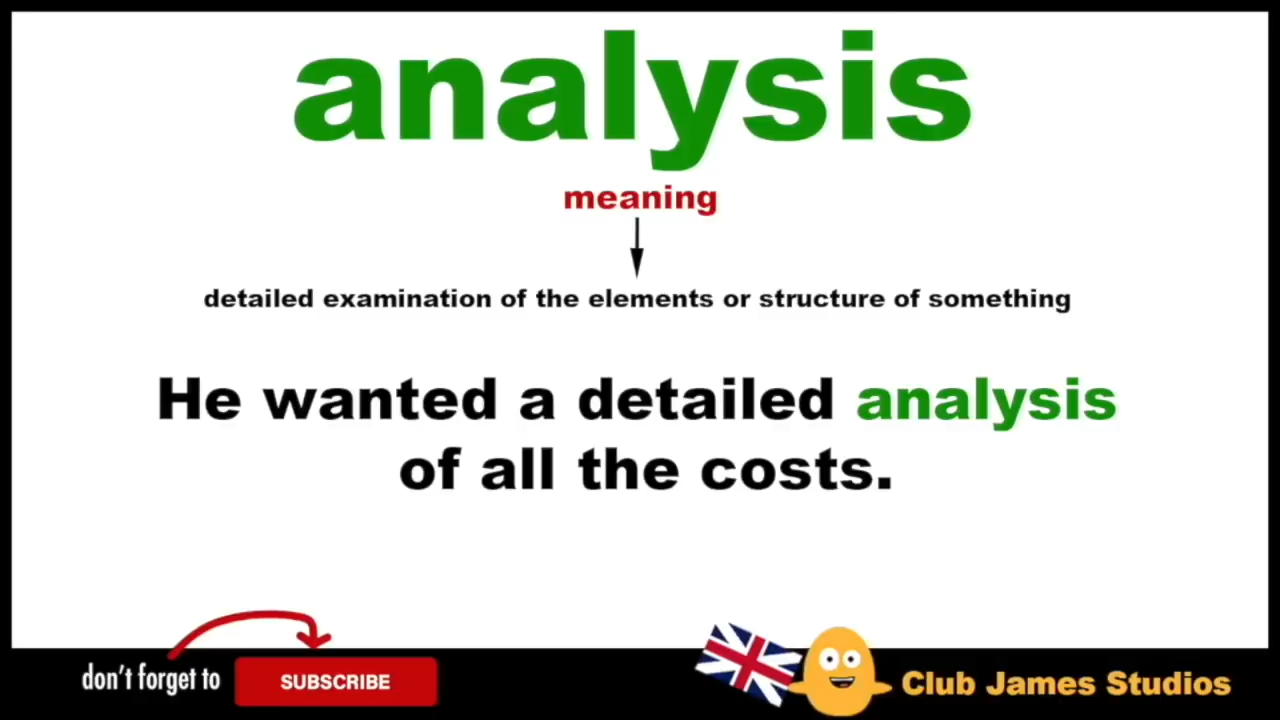 analysis
meaning
detailed examination of the elements or structure of something
He wanted a detailed analysis
of all the costs.
don't forget to
SUBSCRIBE
Club James Studios